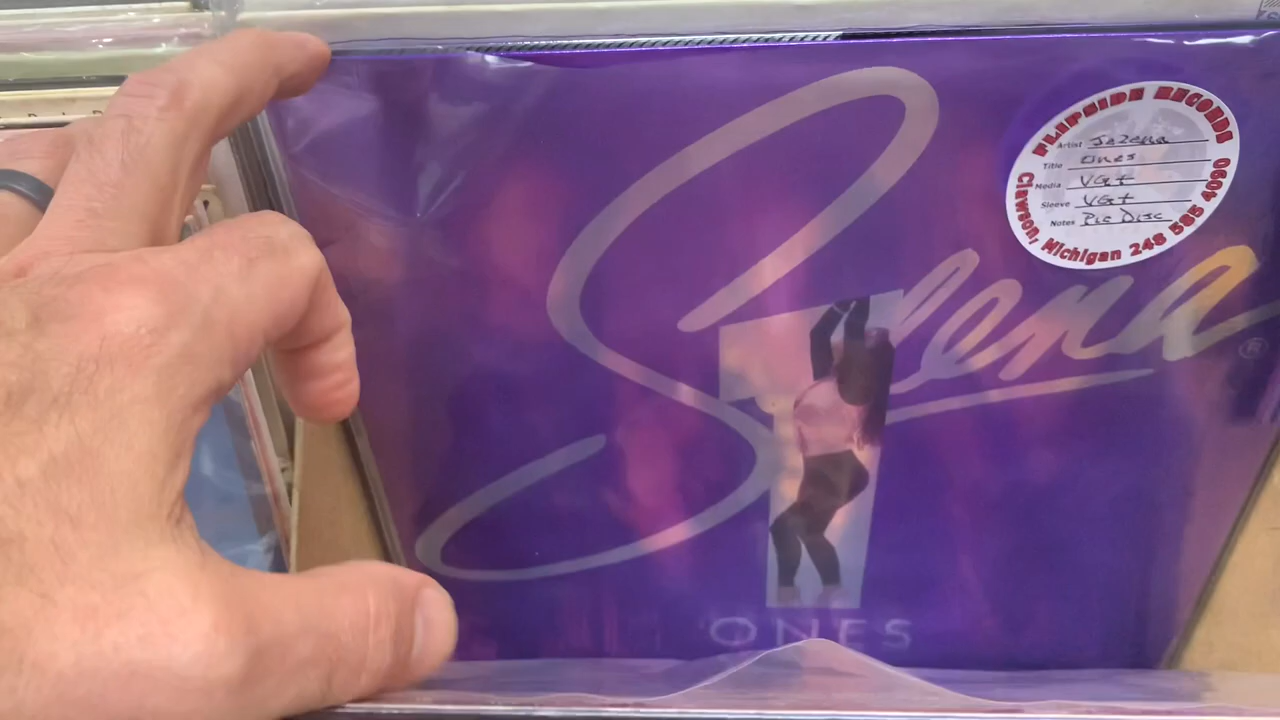 Selena
®
1
ONES
FLIPSIDE RECORDS
Artist Selena
Title Ones
Media VG+
Sleeve VG+
Notes Pic Disc
Clawson, Michigan 248 585 4090